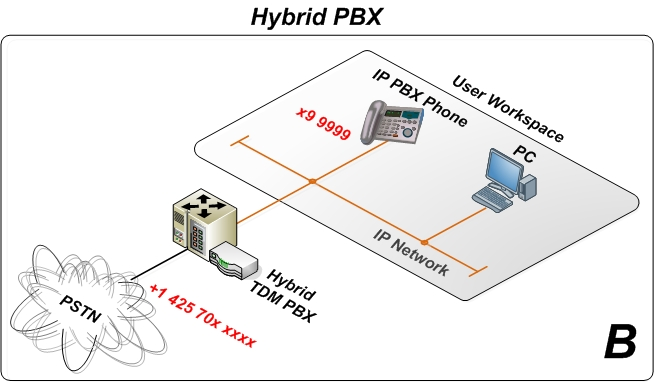 Hybrid PBX
User Workspace
IP PBX Phone
x9 9999
PC
IP Network
Hybrid
TDM PBX
PSTN
+1 425 70x xxxx
B